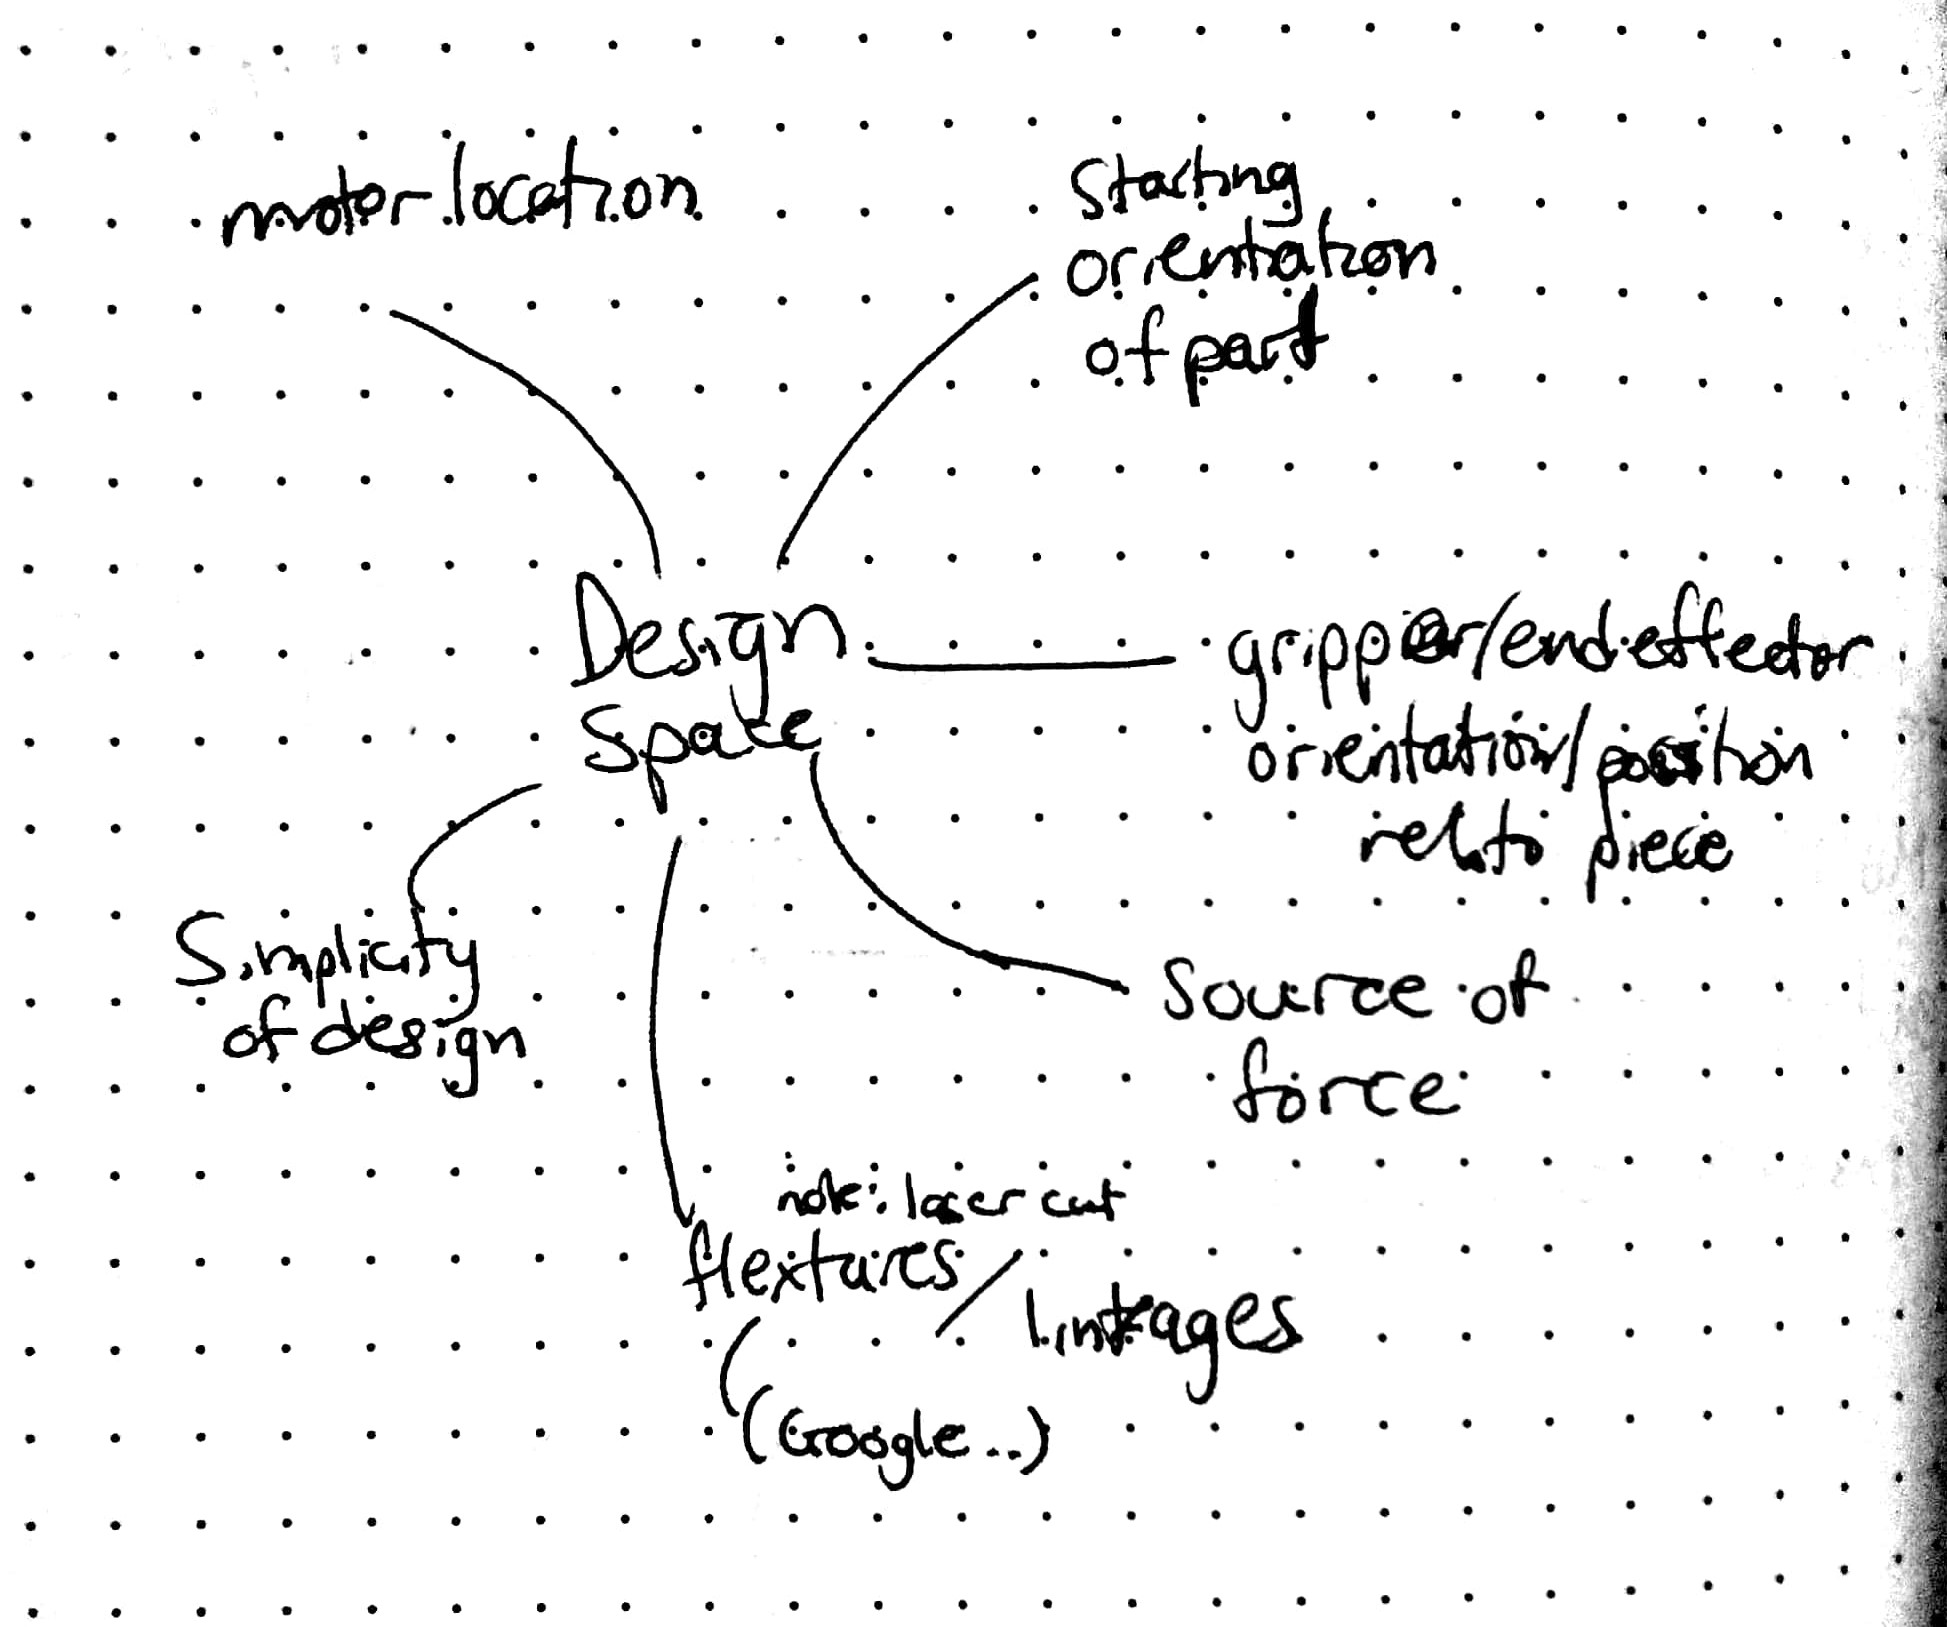 motor location
Starting
orientation
of part
Design
Space
gripper/end effector
orientation/position
rel. to piece
Simplicity
of design
Source of
force
note: laser cut
flextures / linkages
(Google...)